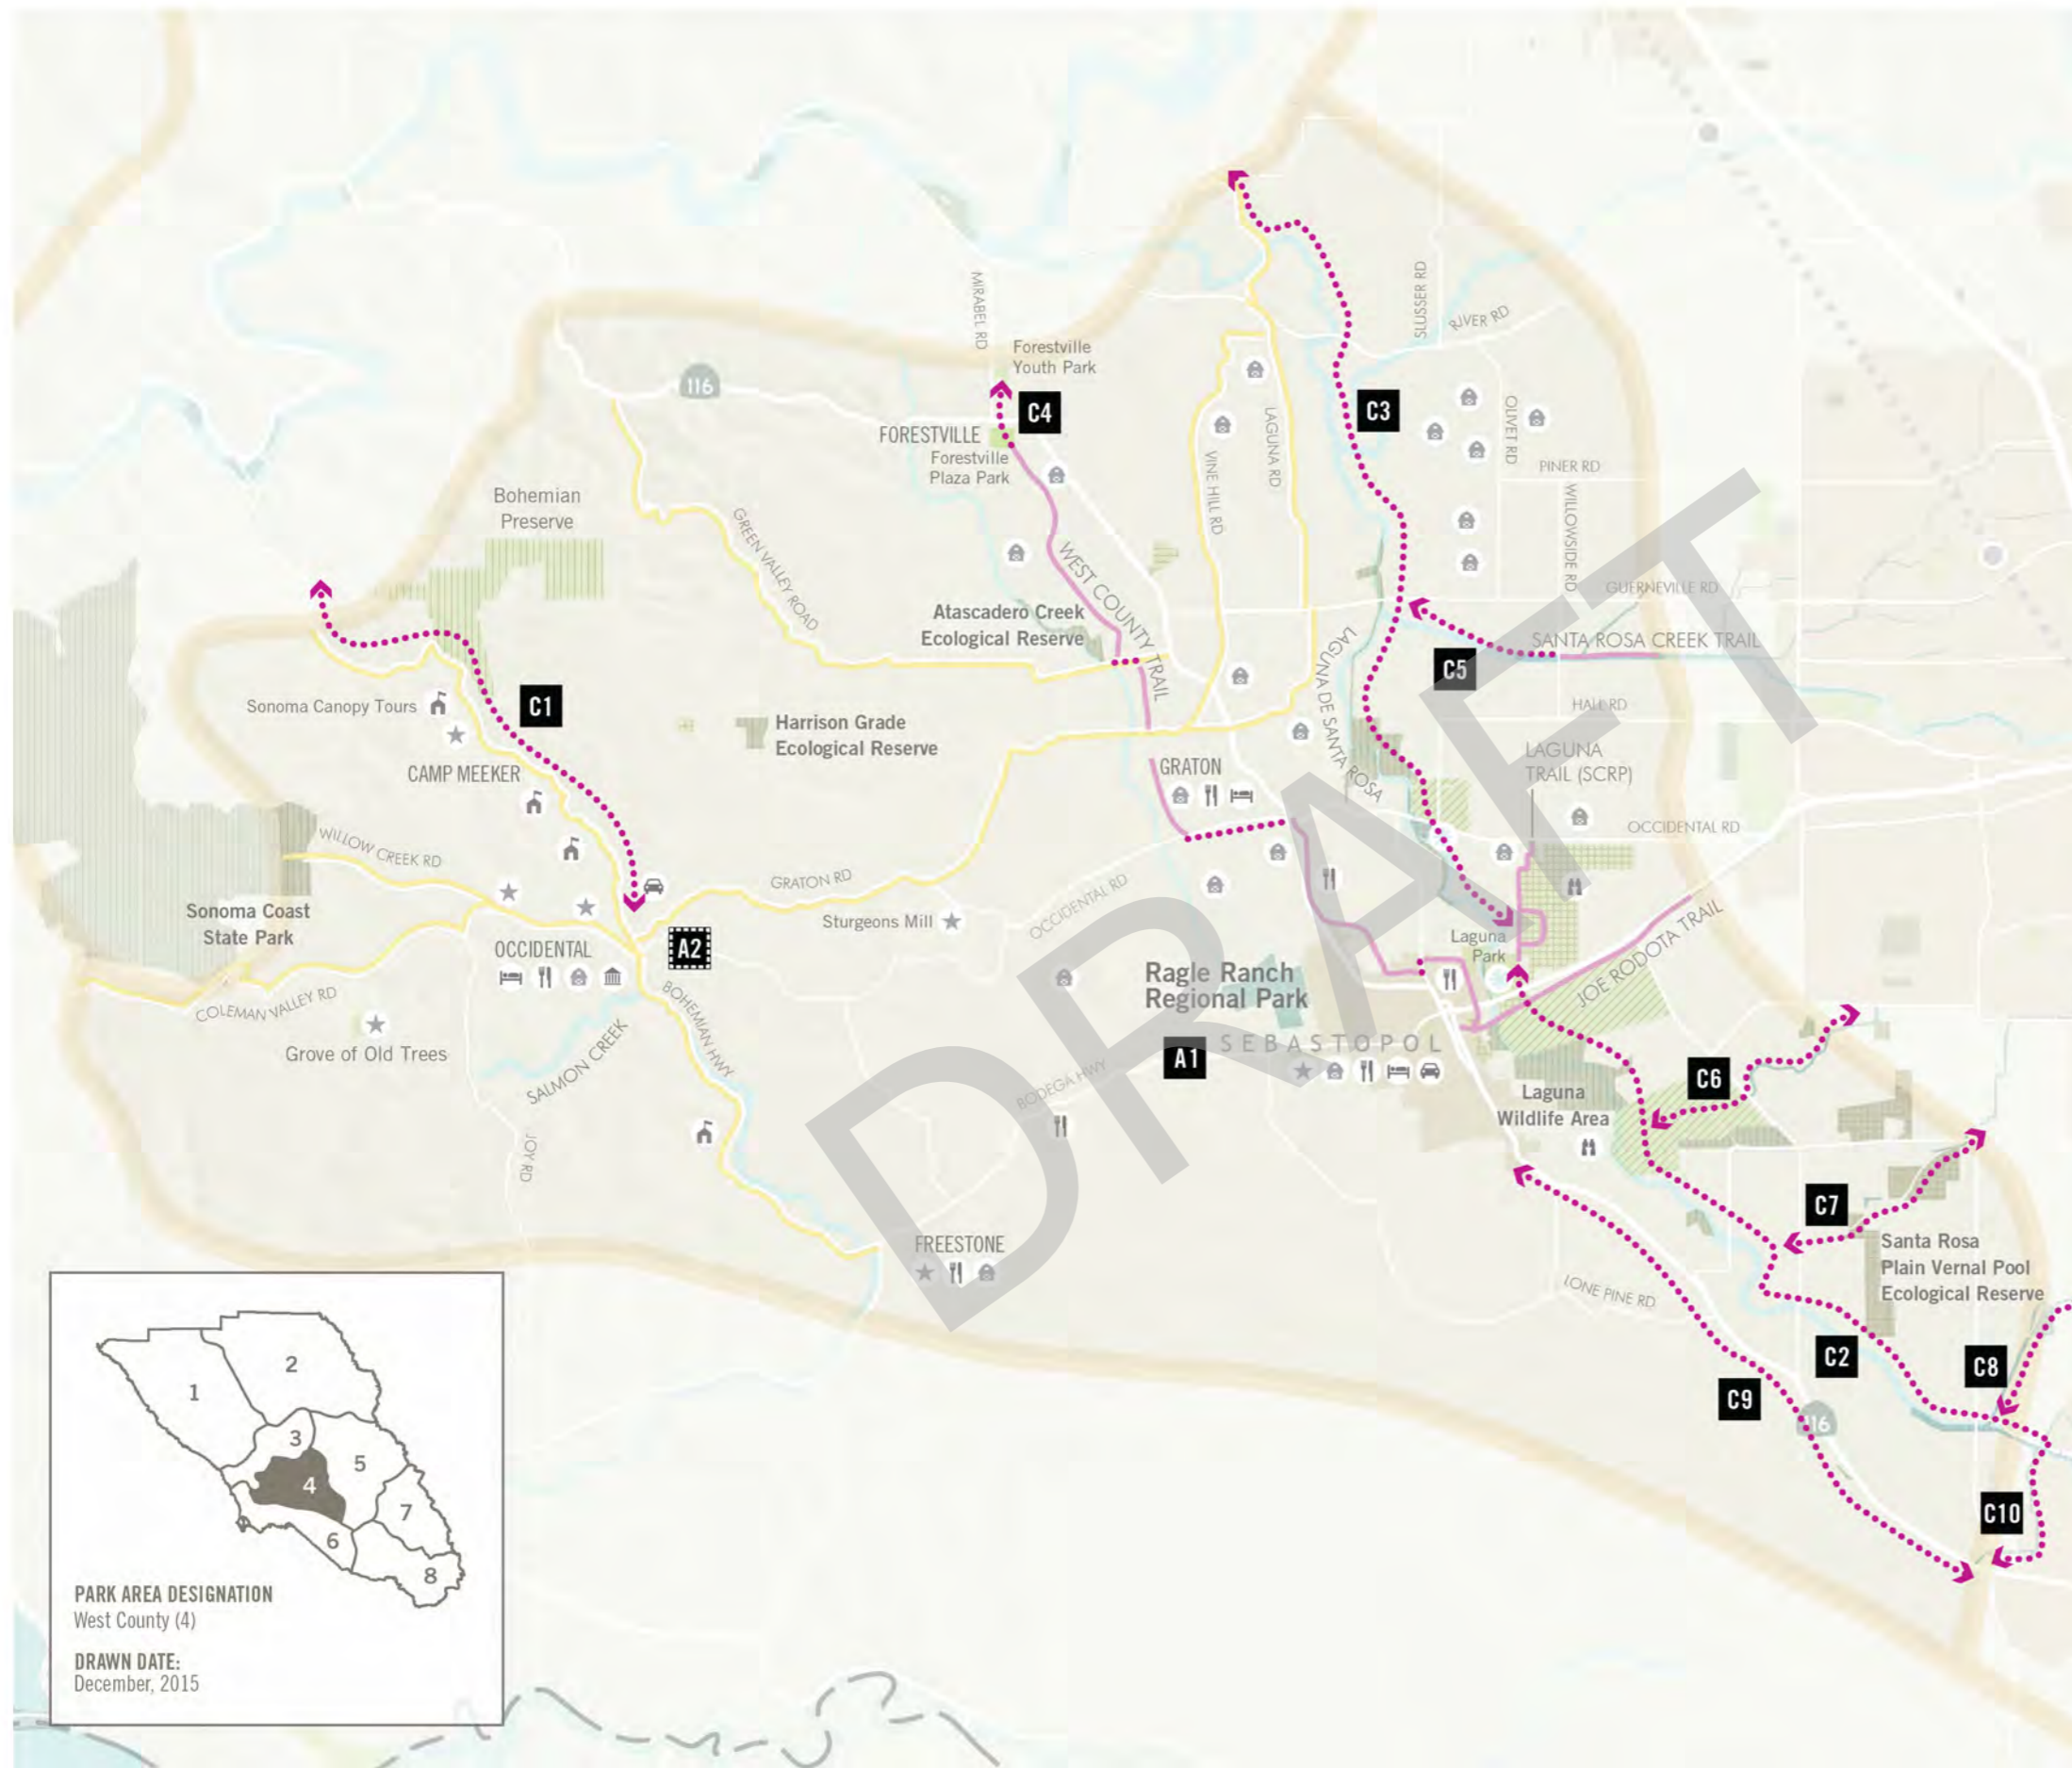 MIRABEL RD
SLUSSER RD
RIVER RD
Forestville
Youth Park
116
C4
C3
FORESTVILLE
Forestville
Plaza Park
OLIVET RD
LAGUNA RD
VINE HILL RD
PINER RD
WILLOWSIDE RD
Bohemian
Preserve
GREEN VALLEY ROAD
WEST COUNTY TRAIL
GUERNEVILLE RD
Atascadero Creek
Ecological Reserve
SANTA ROSA CREEK TRAIL
LAGUNA DE SANTA ROSA
C5
Sonoma Canopy Tours
C1
HALL RD
Harrison Grade
Ecological Reserve
LAGUNA
TRAIL (SCRP)
CAMP MEEKER
GRATON
OCCIDENTAL RD
WILLOW CREEK RD
GRATON RD
OCCIDENTAL RD
Sonoma Coast
State Park
Sturgeons Mill
JOE RODOTA TRAIL
Laguna
Park
OCCIDENTAL
A2
Ragle Ranch
Regional Park
COLEMAN VALLEY RD
BOHEMIAN HWY
Grove of Old Trees
SALMON CREEK
A1
SEBASTOPOL
BODEGA HWY
C6
Laguna
Wildlife Area
JOY RD
C7
FREESTONE
Santa Rosa
Plain Vernal Pool
Ecological Reserve
LONE PINE RD
C2
C8
C9
116
C10
DRAFT
1
2
3
4
5
6
7
8
PARK AREA DESIGNATION
West County (4)
DRAWN DATE:
December, 2015